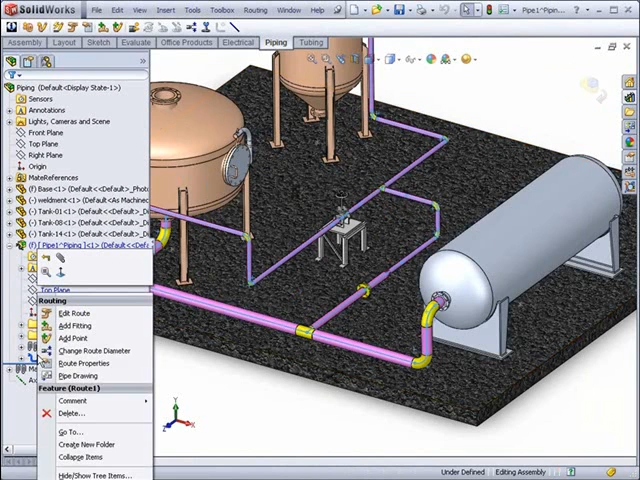 SolidWorks
File
Edit
View
Insert
Toolbox
Routing
Window
Help
Pipe1^Pipin...
Assembly
Layout
Sketch
Evaluate
Office Products
Electrical
Piping
Tubing
Piping (Default<Display State-1>)
Sensors
Annotations
Lights, Cameras and Scene
Front Plane
Top Plane
Right Plane
Origin
MateReferences
(f) Base<1> (Default<<Default>_Phot
(-) weldment<1> (Default<As Machine
(-) Tank-01<1> (Default<<Default>_Di
(-) Tank-08<1> (Default<<Default>_Di
(-) Tank-14<1> (Default<<Default>_Di
(f) [ Pipe1^Piping ]<1> (Default<<Defa
Top Plane
Routing
Edit Route
Add Fitting
Add Point
Change Route Diameter
Route Properties
Pipe Drawing
Feature (Route1)
Comment
Delete...
Go To...
Create New Folder
Collapse Items
Hide/Show Tree Items...
Y
X
Z
Under Defined
Editing Assembly